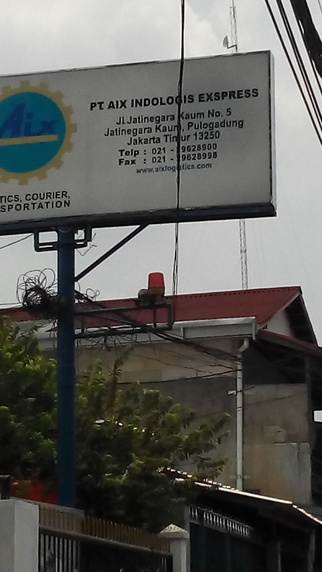 Aix
PT AIX INDOLOGIS EXSPRESS
Jl.Jatinegara Kaum No. 5
Jatinegara Kaum, Pulogadung
Jakarta Timur 13250
Telp : 021 - 29628900
Fax : 021 - 29628998
www.aixlogistics.com
TICS, COURIER,
SPORTATION